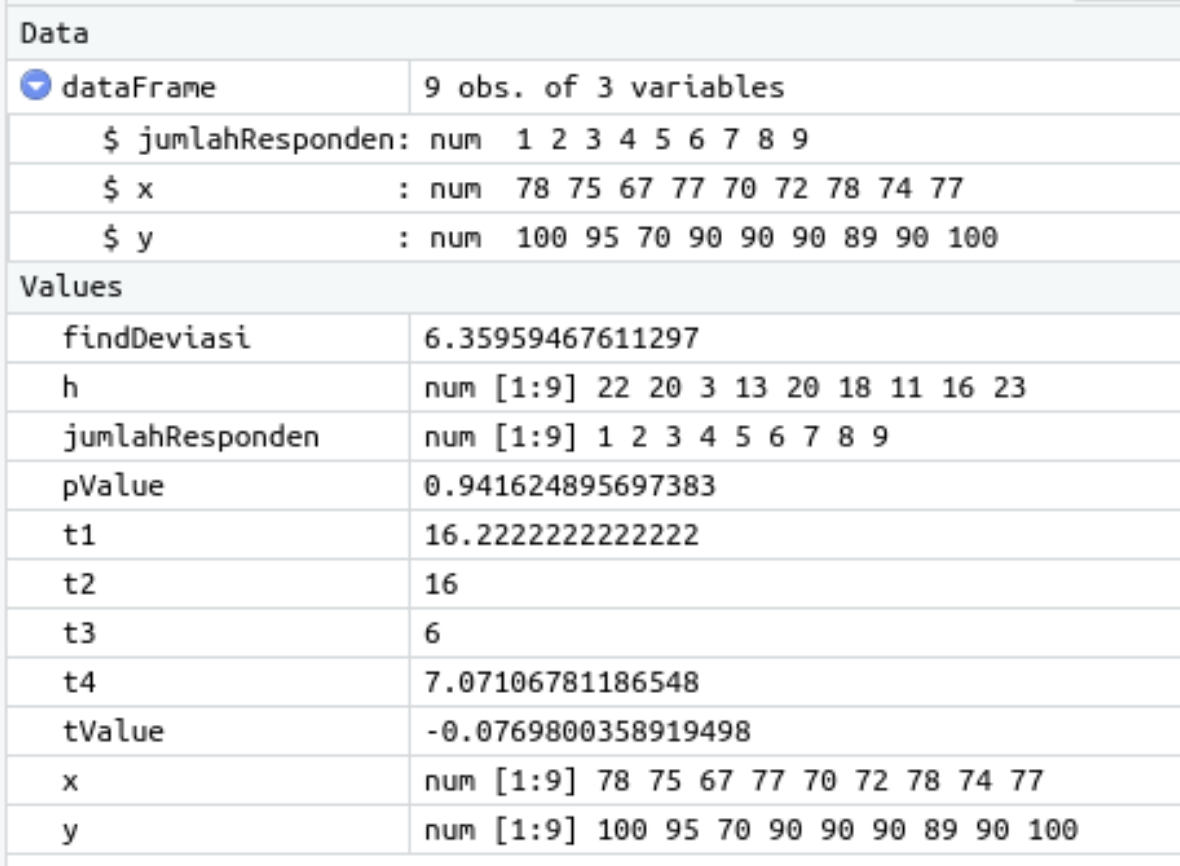 Data
dataFrame 9 obs. of 3 variables
$ jumlahResponden: num 1 2 3 4 5 6 7 8 9
$ x : num 78 75 67 77 70 72 78 74 77
$ y : num 100 95 70 90 90 90 89 90 100
Values
findDeviasi 6.35959467611297
h num [1:9] 22 20 3 13 20 18 11 16 23
jumlahResponden num [1:9] 1 2 3 4 5 6 7 8 9
pValue 0.941624895697383
t1 16.2222222222222
t2 16
t3 6
t4 7.07106781186548
tValue -0.0769800358919498
x num [1:9] 78 75 67 77 70 72 78 74 77
y num [1:9] 100 95 70 90 90 90 89 90 100